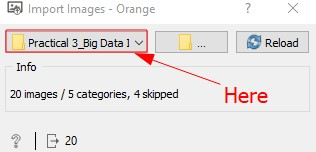 Import Images - Orange
Practical 3_Big Data I
...
Reload
Info
20 images / 5 categories, 4 skipped
Here
? 20